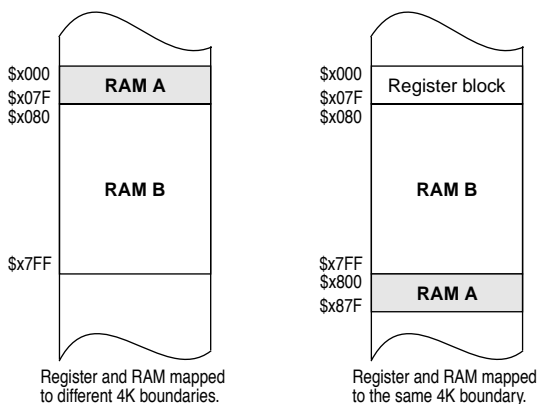 $x000
RAM A
$x07F
$x080
RAM B
$x7FF
Register and RAM mapped
to different 4K boundaries.
$x000
Register block
$x07F
$x080
RAM B
$x7FF
$x800
RAM A
$x87F
Register and RAM mapped
to the same 4K boundary.